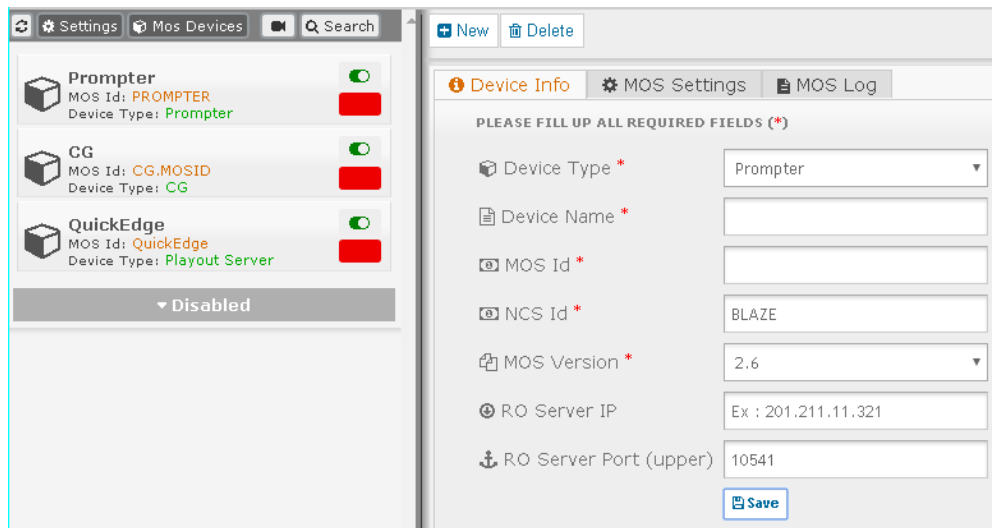 Settings Mos Devices Search
Prompter
MOS Id: PROMPTER
Device Type: Prompter
CG
MOS Id: CG.MOSID
Device Type: CG
QuickEdge
MOS Id: QuickEdge
Device Type: Playout Server
Disabled
New Delete
Device Info MOS Settings MOS Log
PLEASE FILL UP ALL REQUIRED FIELDS (*)
Device Type * Prompter
Device Name *
MOS Id *
NCS Id * BLAZE
MOS Version * 2.6
RO Server IP Ex : 201.211.11.321
RO Server Port (upper) 10541
Save